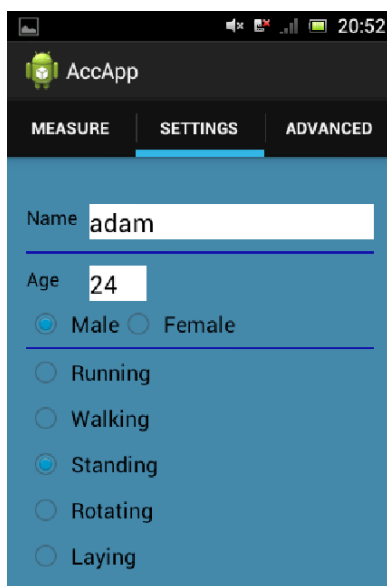 20:52
AccApp
MEASURE SETTINGS ADVANCED
Name adam
Age 24
Male Female
Running
Walking
Standing
Rotating
Laying